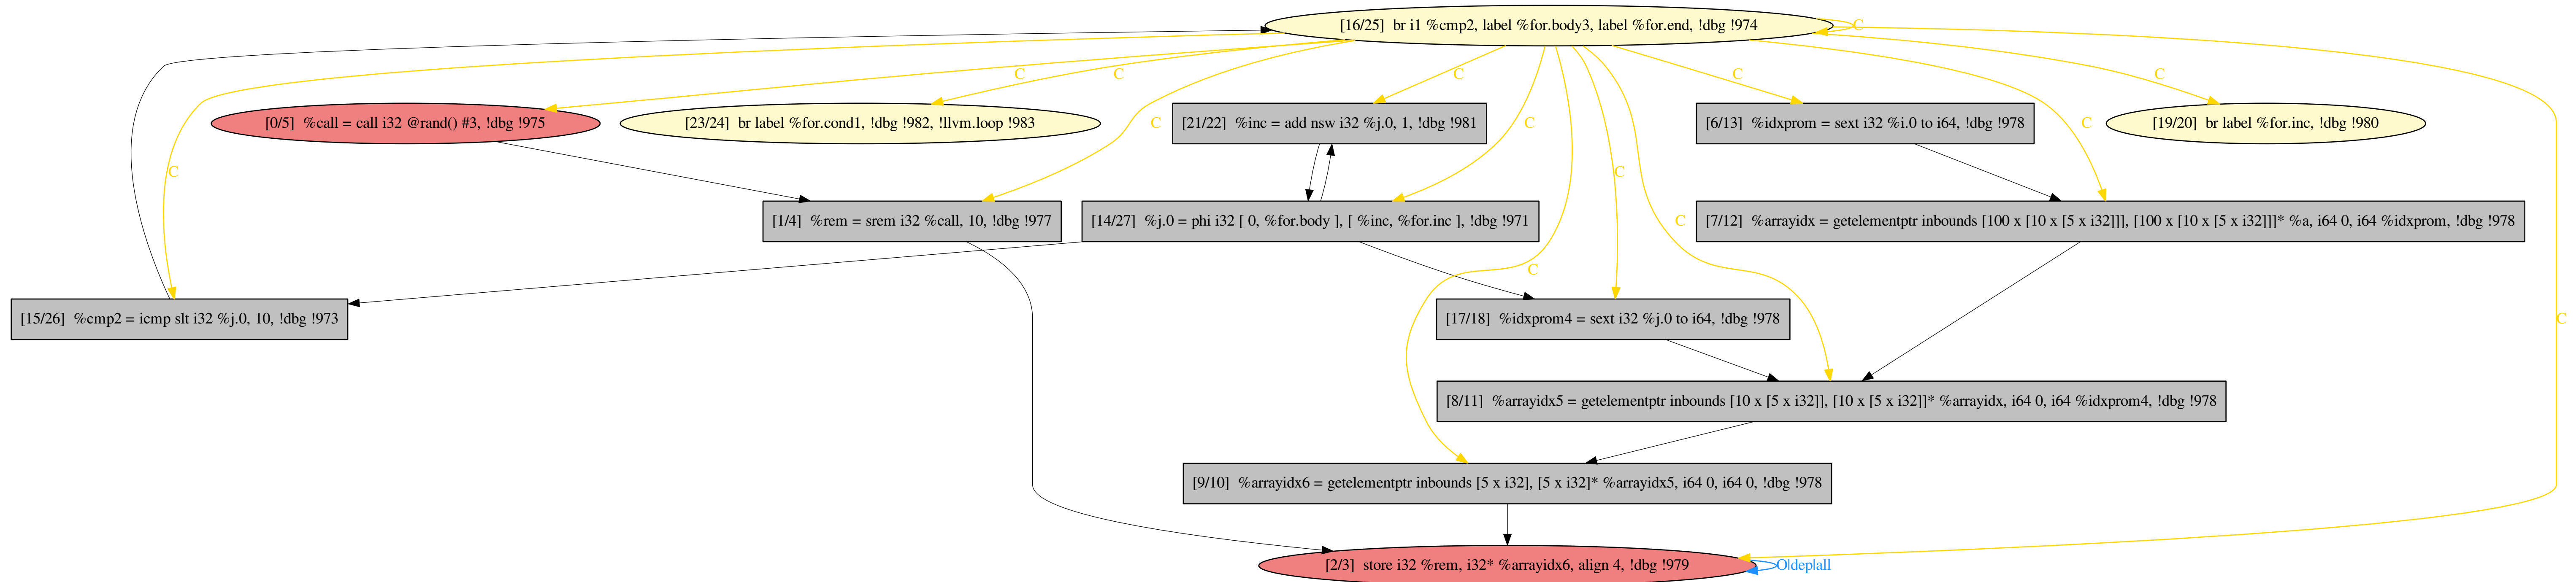 [16/25] br i1 %cmp2, label %for.body3, label %for.end, !dbg !974
C
C
C
C
C
C
[0/5] %call = call i32 @rand() #3, !dbg !975
[23/24] br label %for.cond1, !dbg !982, !llvm.loop !983
[21/22] %inc = add nsw i32 %j.0, 1, !dbg !981
[6/13] %idxprom = sext i32 %i.0 to i64, !dbg !978
[19/20] br label %for.inc, !dbg !980
C
C
C
C
C
[1/4] %rem = srem i32 %call, 10, !dbg !977
[14/27] %j.0 = phi i32 [ 0, %for.body ], [ %inc, %for.inc ], !dbg !971
[7/12] %arrayidx = getelementptr inbounds [100 x [10 x [5 x i32]]], [100 x [10 x [5 x i32]]]* %a, i64 0, i64 %idxprom, !dbg !978
C
C
[15/26] %cmp2 = icmp slt i32 %j.0, 10, !dbg !973
[17/18] %idxprom4 = sext i32 %j.0 to i64, !dbg !978
C
[8/11] %arrayidx5 = getelementptr inbounds [10 x [5 x i32]], [10 x [5 x i32]]* %arrayidx, i64 0, i64 %idxprom4, !dbg !978
[9/10] %arrayidx6 = getelementptr inbounds [5 x i32], [5 x i32]* %arrayidx5, i64 0, i64 0, !dbg !978
[2/3] store i32 %rem, i32* %arrayidx6, align 4, !dbg !979
O|dep|all